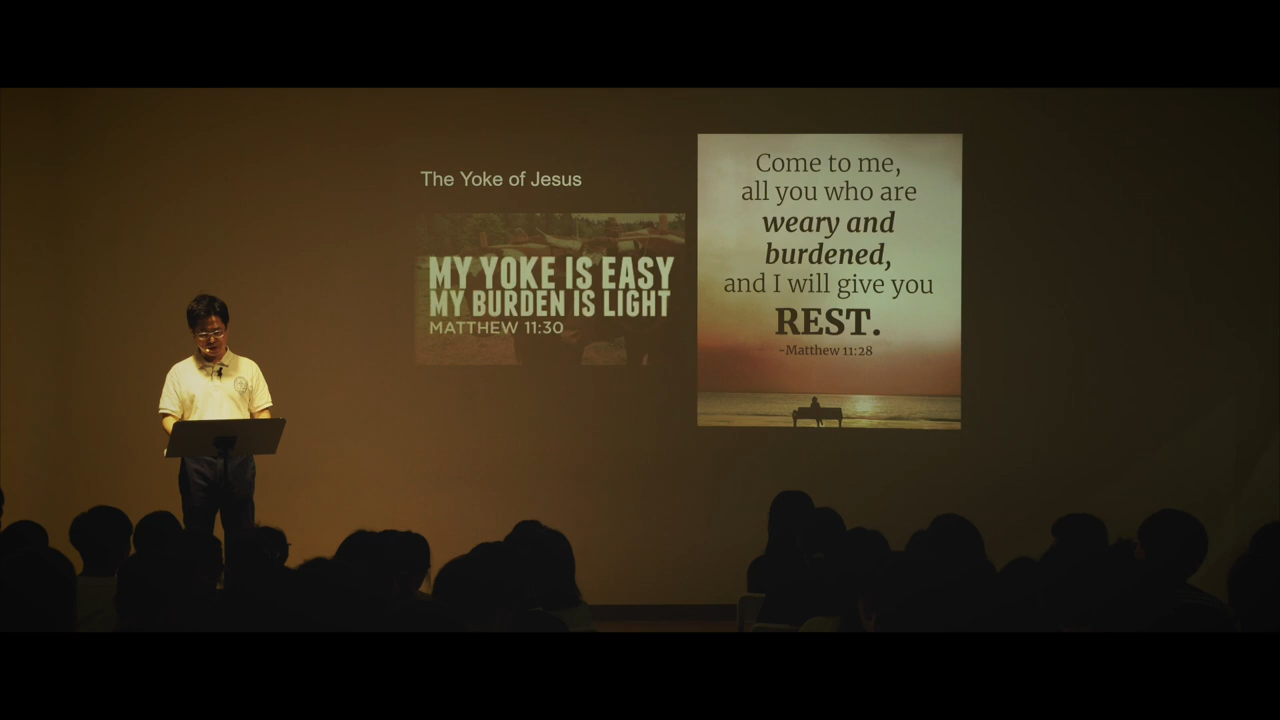 The Yoke of Jesus
MY YOKE IS EASY
MY BURDEN IS LIGHT
MATTHEW 11:30
Come to me,
all you who are
weary and
burdened,
and I will give you
REST.
-Matthew 11:28